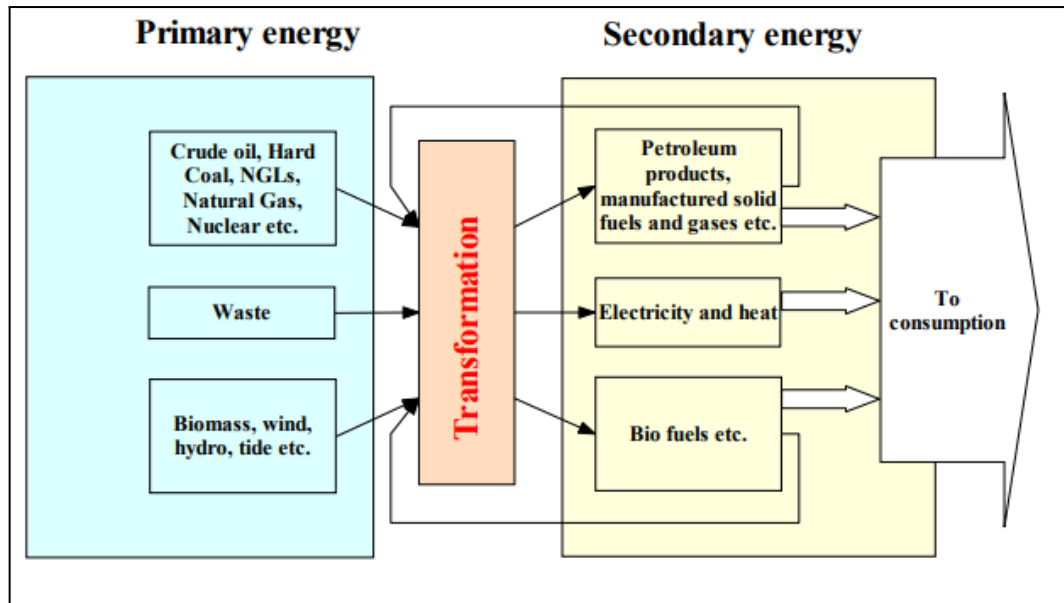 Primary energy
Secondary energy
Crude oil, Hard
Coal, NGLs,
Natural Gas,
Nuclear etc.
Waste
Biomass, wind,
hydro, tide etc.
Transformation
Petroleum
products,
manufactured solid
fuels and gases etc.
Electricity and heat
Bio fuels etc.
To
consumption